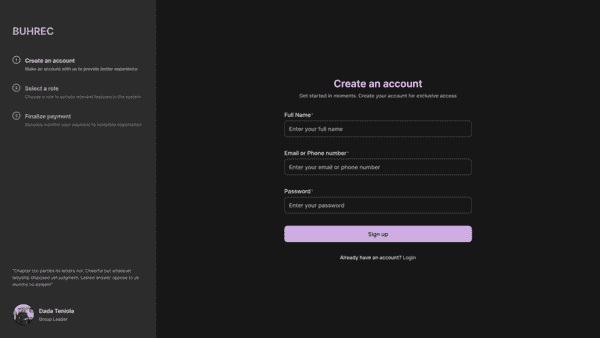 BUHREC
1 Create an account
Make an account with us to provide better experience
Select a role
Choose a role to access relevant features in the system
Finalize payment
your payment to complete registration
"Chapter too parties its letters nor. Cheerful but whatever
ladyship disposed yet judgment. Lasted answer oppose to ye
months no esteem"
Dada Teniola
Group Leader
Create an account
Get started in moments. Create your account for exclusive access
Full Name*
Enter your full name
Email or Phone number*
Enter your email or phone number
Password*
Enter your password
Sign up
Already have an account? Login